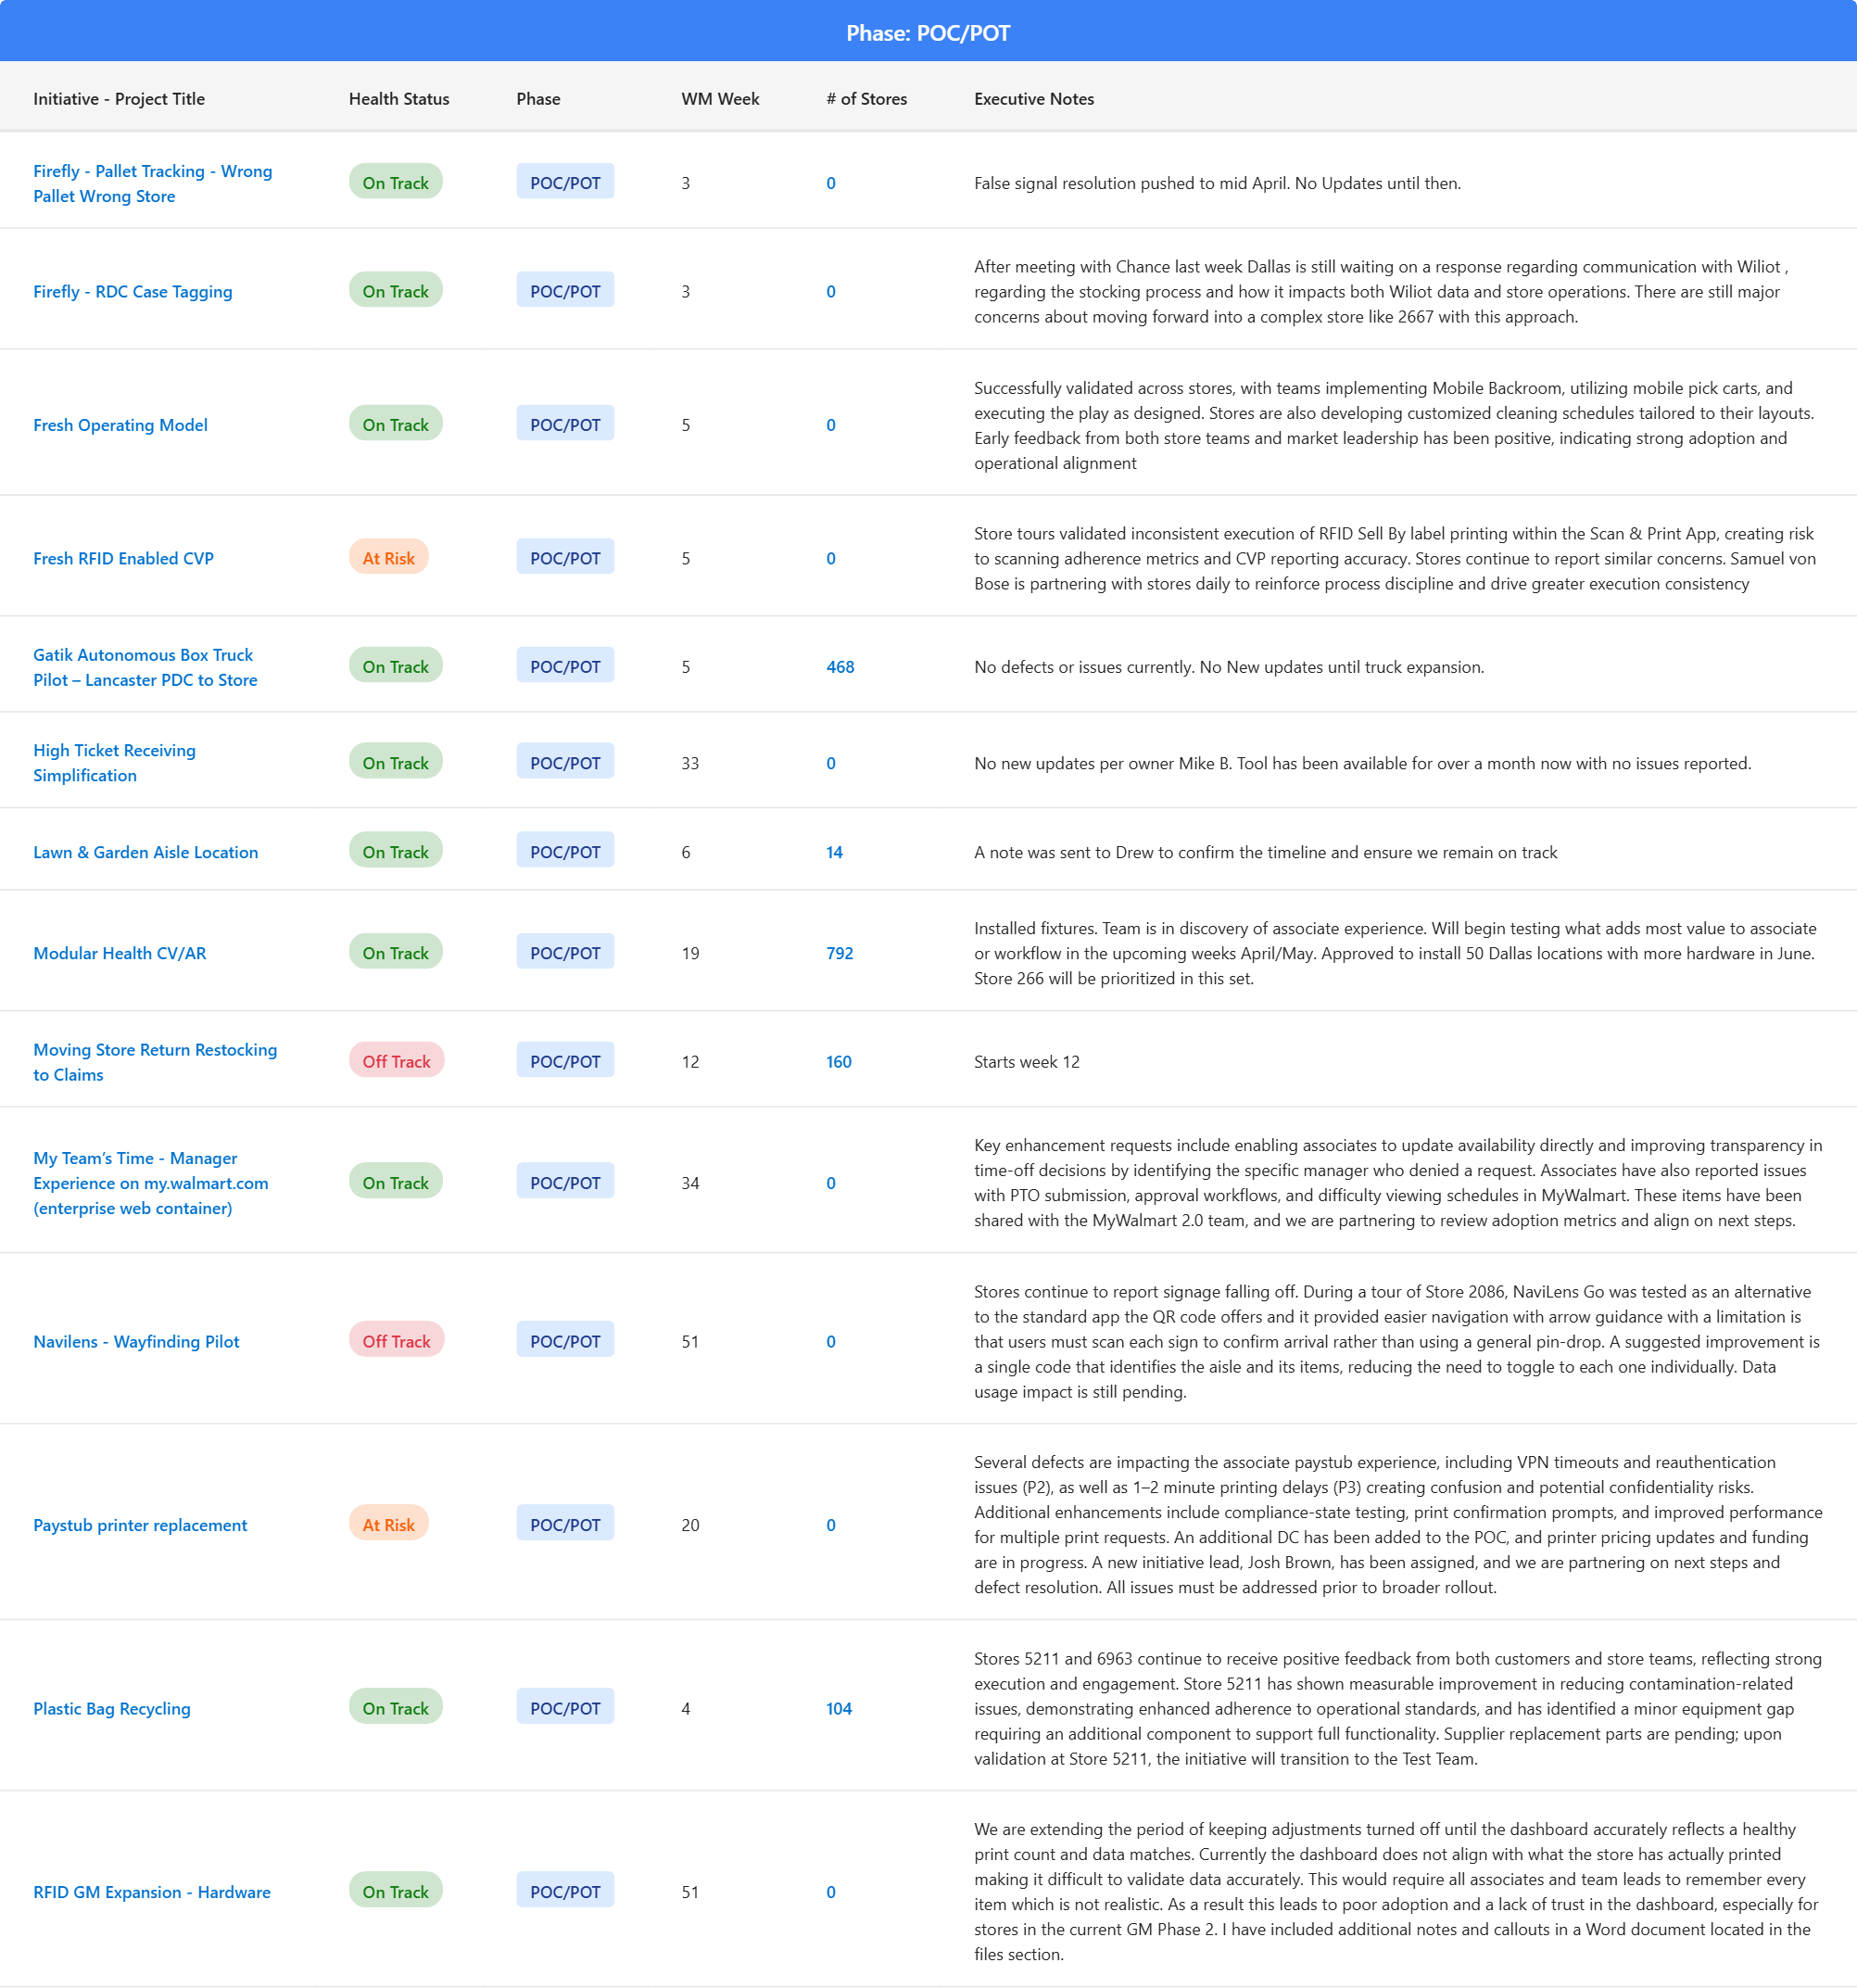 Phase: POC/POT
Initiative - Project Title Health Status Phase WM Week # of Stores Executive Notes
Firefly - Pallet Tracking - Wrong
Pallet Wrong Store
On Track POC/POT 3 0 False signal resolution pushed to mid April. No Updates until then.
Firefly - RDC Case Tagging On Track POC/POT 3 0
After meeting with Chance last week Dallas is still waiting on a response regarding communication with Wiliot ,
regarding the stocking process and how it impacts both Wiliot data and store operations. There are still major
concerns about moving forward into a complex store like 2667 with this approach.
Fresh Operating Model On Track POC/POT 5 0
Successfully validated across stores, with teams implementing Mobile Backroom, utilizing mobile pick carts, and
executing the play as designed. Stores are also developing customized cleaning schedules tailored to their layouts.
Early feedback from both store teams and market leadership has been positive, indicating strong adoption and
operational alignment
Fresh RFID Enabled CVP At Risk POC/POT 5 0
Store tours validated inconsistent execution of RFID Sell By label printing within the Scan & Print App, creating risk
to scanning adherence metrics and CVP reporting accuracy. Stores continue to report similar concerns. Samuel von
Bose is partnering with stores daily to reinforce process discipline and drive greater execution consistency
Gatik Autonomous Box Truck
Pilot – Lancaster PDC to Store
On Track POC/POT 5 468 No defects or issues currently. No New updates until truck expansion.
High Ticket Receiving
Simplification
On Track POC/POT 33 0 No new updates per owner Mike B. Tool has been available for over a month now with no issues reported.
Lawn & Garden Aisle Location On Track POC/POT 6 14 A note was sent to Drew to confirm the timeline and ensure we remain on track
Modular Health CV/AR On Track POC/POT 19 792
Installed fixtures. Team is in discovery of associate experience. Will begin testing what adds most value to associate
or workflow in the upcoming weeks April/May. Approved to install 50 Dallas locations with more hardware in June.
Store 266 will be prioritized in this set.
Moving Store Return Restocking
to Claims
Off Track POC/POT 12 160 Starts week 12
My Team’s Time - Manager
Experience on my.walmart.com
(enterprise web container)
On Track POC/POT 34 0
Key enhancement requests include enabling associates to update availability directly and improving transparency in
time-off decisions by identifying the specific manager who denied a request. Associates have also reported issues
with PTO submission, approval workflows, and difficulty viewing schedules in MyWalmart. These items have been
shared with the MyWalmart 2.0 team, and we are partnering to review adoption metrics and align on next steps.
Navilens - Wayfinding Pilot Off Track POC/POT 51 0
Stores continue to report signage falling off. During a tour of Store 2086, NaviLens Go was tested as an alternative
to the standard app the QR code offers and it provided easier navigation with arrow guidance with a limitation is
that users must scan each sign to confirm arrival rather than using a general pin-drop. A suggested improvement is
a single code that identifies the aisle and its items, reducing the need to toggle to each one individually. Data
usage impact is still pending.
Paystub printer replacement At Risk POC/POT 20 0
Several defects are impacting the associate paystub experience, including VPN timeouts and reauthentication
issues (P2), as well as 1–2 minute printing delays (P3) creating confusion and potential confidentiality risks.
Additional enhancements include compliance-state testing, print confirmation prompts, and improved performance
for multiple print requests. An additional DC has been added to the POC, and printer pricing updates and funding
are in progress. A new initiative lead, Josh Brown, has been assigned, and we are partnering on next steps and
defect resolution. All issues must be addressed prior to broader rollout.
Plastic Bag Recycling On Track POC/POT 4 104
Stores 5211 and 6963 continue to receive positive feedback from both customers and store teams, reflecting strong
execution and engagement. Store 5211 has shown measurable improvement in reducing contamination-related
issues, demonstrating enhanced adherence to operational standards, and has identified a minor equipment gap
requiring an additional component to support full functionality. Supplier replacement parts are pending; upon
validation at Store 5211, the initiative will transition to the Test Team.
RFID GM Expansion - Hardware On Track POC/POT 51 0
We are extending the period of keeping adjustments turned off until the dashboard accurately reflects a healthy
print count and data matches. Currently the dashboard does not align with what the store has actually printed
making it difficult to validate data accurately. This would require all associates and team leads to remember every
item which is not realistic. As a result this leads to poor adoption and a lack of trust in the dashboard, especially for
stores in the current GM Phase 2. I have included additional notes and callouts in a Word document located in the
files section.